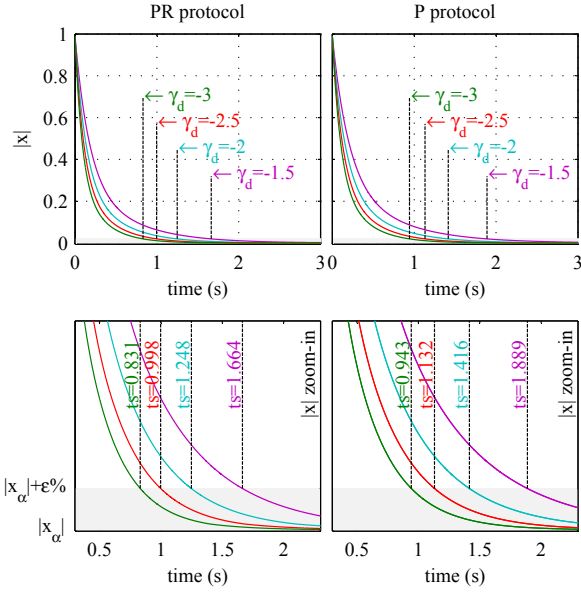 PR protocol
P protocol
|x|
1
0.8
0.6
0.4
0.2
0
← γd=-3
← γd=-2.5
← γd=-2
← γd=-1.5
← γd=-3
← γd=-2.5
← γd=-2
← γd=-1.5
0 1 2 3
3 0 1 2 3
time (s)
time (s)
ts=0.831
ts=0.998
ts=1.248
ts=1.664
|x| zoom-in
ts=0.943
ts=1.132
ts=1.416
ts=1.889
|x| zoom-in
|xα|+ε%
|xα|
0.5 1 1.5 2
0.5 1 1.5 2
time (s)
time (s)